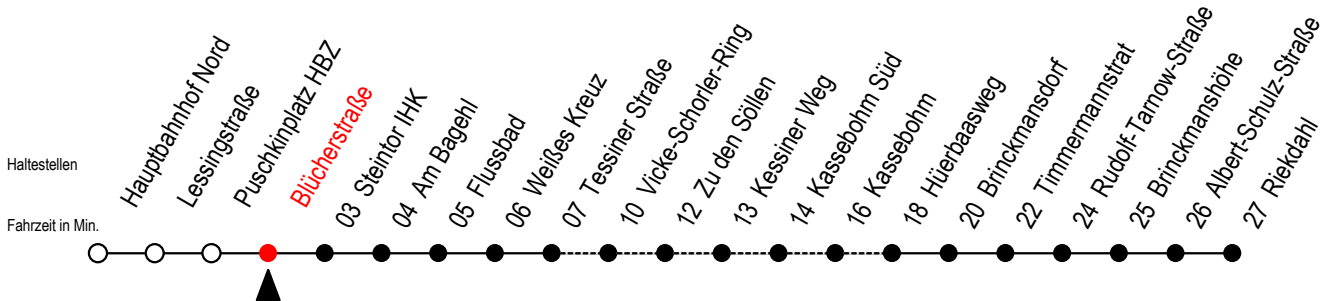 Haltestellen
Fahrzeit in Min.
Hauptbahnhof Nord
Lessingstraße
Puschkinplatz HBZ
Blücherstraße
03 Steintor IHK
04 Am Bagehl
05 Flussbad
06 Weißes Kreuz
07 Tessiner Straße
10 Vicke-Schorler-Ring
12 Zu den Söllen
13 Kessiner Weg
14 Kassebohm Süd
16 Kassebohm
18 Hüerbaasweg
20 Brinckmansdorf
22 Timmermannstrat
24 Rudolf-Tarnow-Straße
25 Brinckmanshöhe
26 Albert-Schulz-Straße
27 Riekdahl